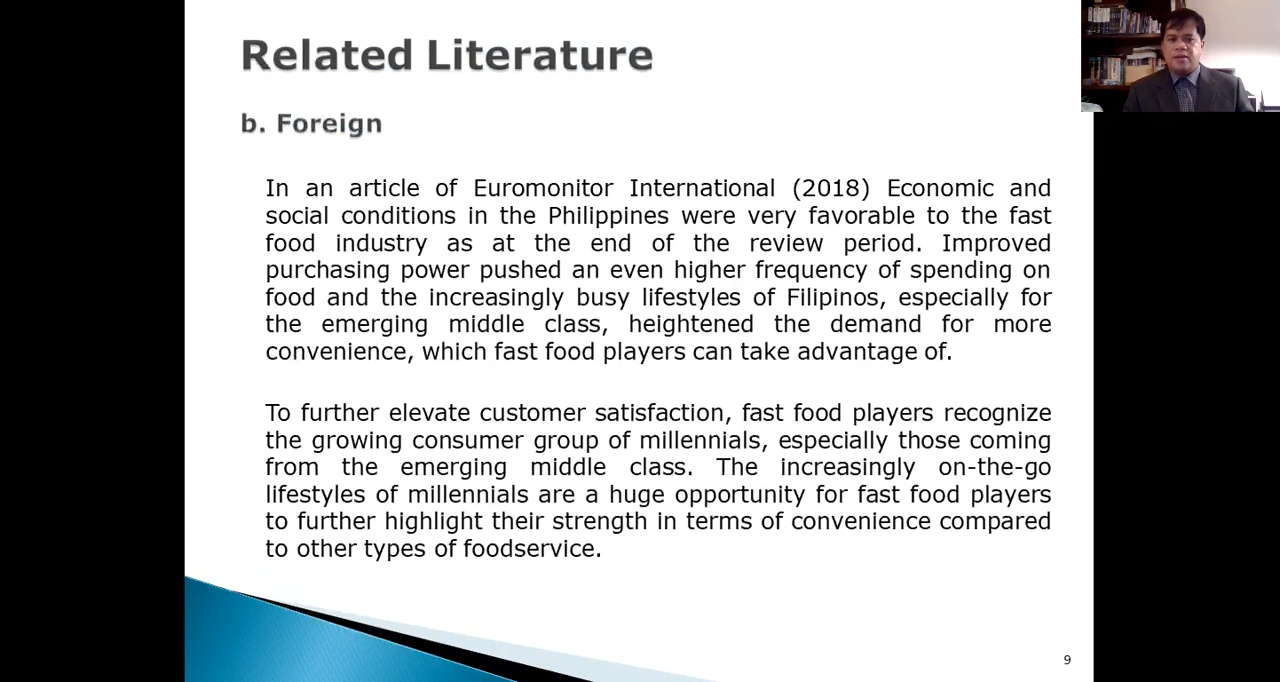 Related Literature
b. Foreign
In an article of Euromonitor International (2018) Economic and
social conditions in the Philippines were very favorable to the fast
food industry as at the end of the review period. Improved
purchasing power pushed an even higher frequency of spending on
food and the increasingly busy lifestyles of Filipinos, especially for
the emerging middle class, heightened the demand for more
convenience, which fast food players can take advantage of.
To further elevate customer satisfaction, fast food players recognize
the growing consumer group of millennials, especially those coming
from the emerging middle class. The increasingly on-the-go
lifestyles of millennials are a huge opportunity for fast food players
to further highlight their strength in terms of convenience compared
to other types of foodservice.
9